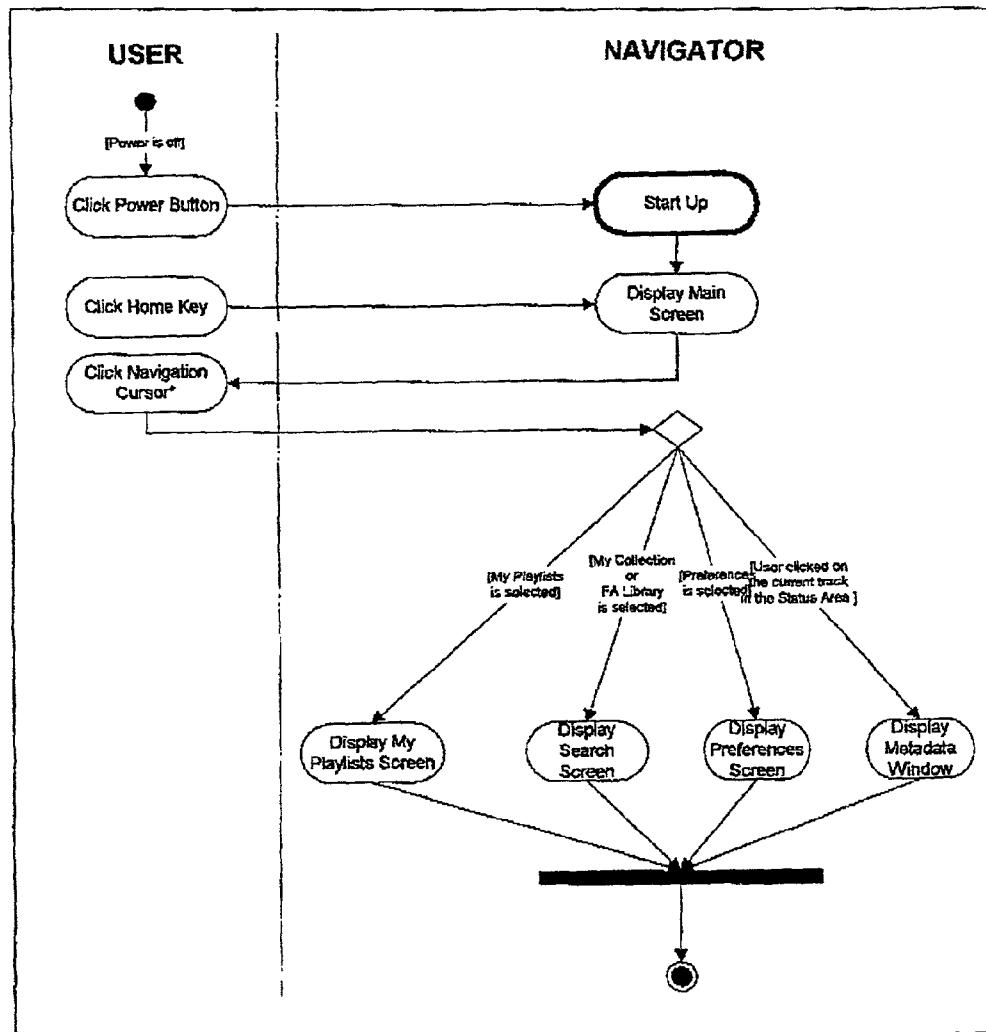 USER
NAVIGATOR
[Power is off]
Click Power Button
Start Up
Click Home Key
Display Main
Screen
Click Navigation
Cursor*
[My Playlists
is selected]
[My Collection
or
FA Library
is selected]
[Preferences
is selected]
[User clicked on
the current track
in the Status Area ]
Display My
Playlists Screen
Display
Search
Screen
Display
Preferences
Screen
Display
Metadata
Window